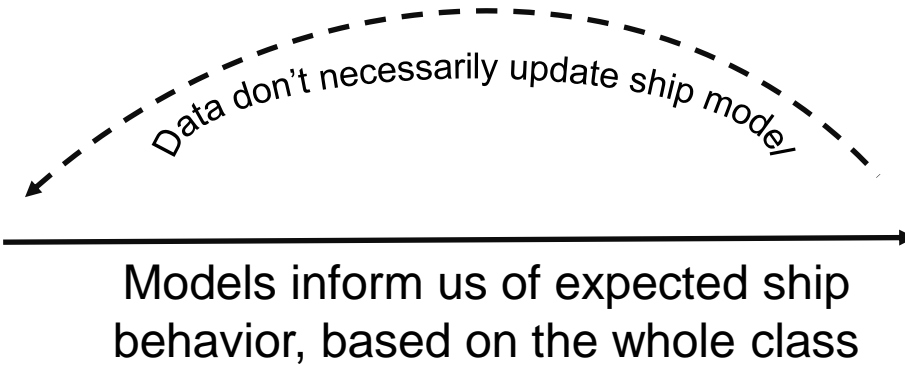 Data don't necessarily update ship model
Models inform us of expected ship
behavior, based on the whole class